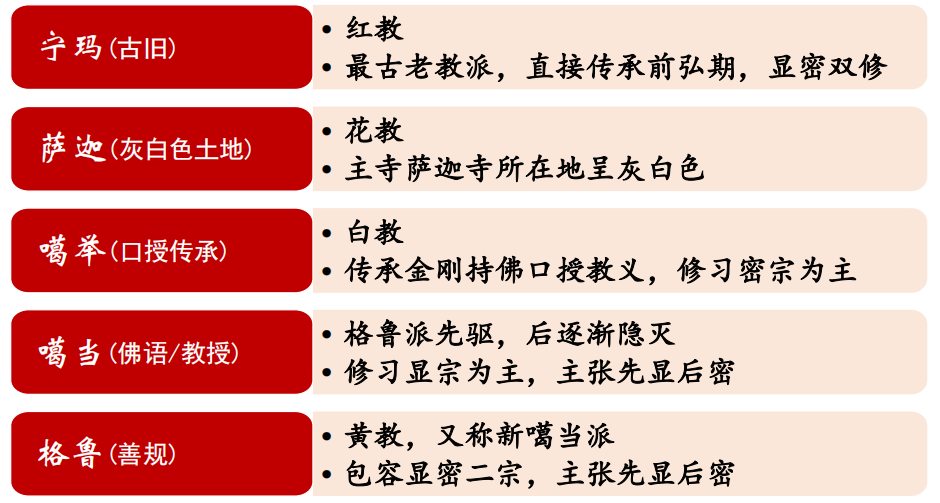 宁玛(古旧)
• 红教
• 最古老教派，直接传承前弘期，显密双修
萨迦(灰白色土地)
• 花教
• 主寺萨迦寺所在地呈灰白色
噶举(口授传承)
• 白教
• 传承金刚持佛口授教义，修习密宗为主
噶当(佛语/教授)
• 格鲁派先驱，后逐渐隐灭
• 修习显宗为主，主张先显后密
格鲁(善规)
• 黄教，又称新噶当派
• 包容显密二宗，主张先显后密